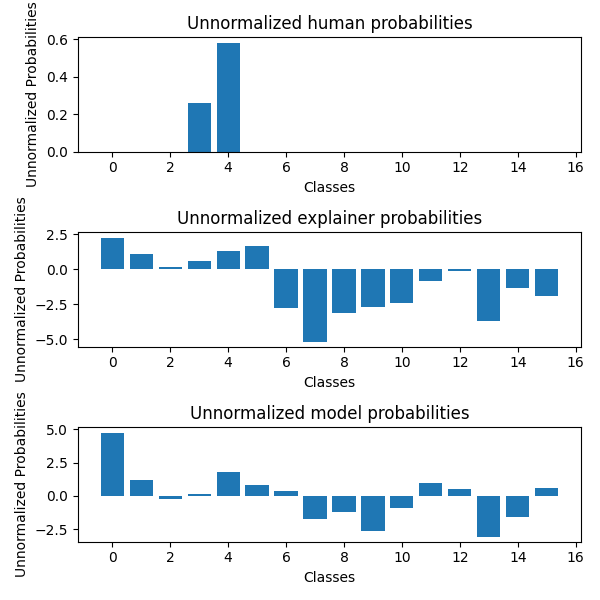 Unnormalized human probabilities
Unnormalized Probabilities
0.6
0.4
0.2
0.0
0 2 4 6 8 10 12 14 16
Classes
Unnormalized explainer probabilities
Unnormalized Probabilities
2.5
0.0
−2.5
−5.0
0 2 4 6 8 10 12 14 16
Classes
Unnormalized model probabilities
Unnormalized Probabilities
5.0
2.5
0.0
−2.5
0 2 4 6 8 10 12 14 16
Classes